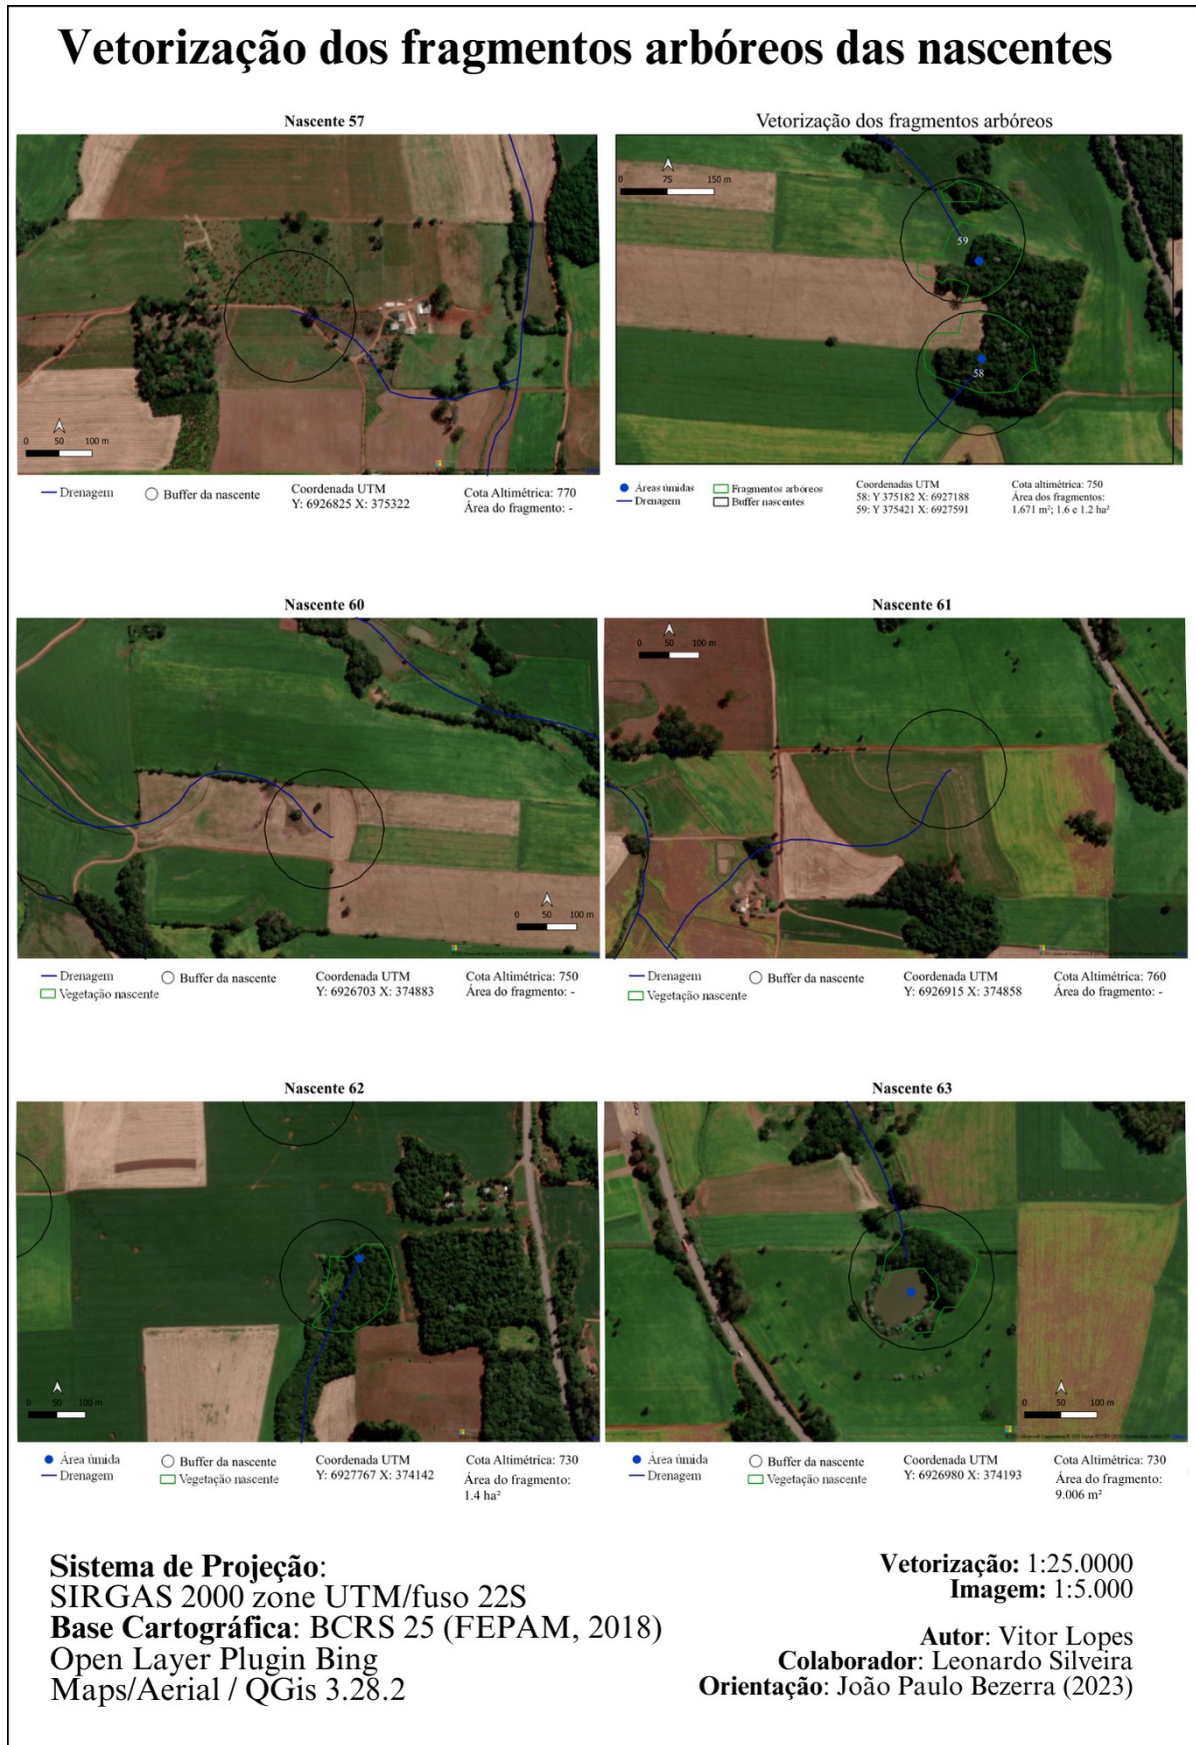 Vetorização dos fragmentos arbóreos das nascentes
Nascente 57
0 50 100 m
Drenagem
Buffer da nascente
Coordenada UTM
Y: 6926825 X: 375322
Cota Altimétrica: 770
Área do fragmento: -
Vetorização dos fragmentos arbóreos
0 75 150 m
59
58
Áreas úmidas
Drenagem
Fragmentos arbóreos
Buffer nascentes
Coordenadas UTM
58: Y 375182 X: 6927188
59: Y 375421 X: 6927591
Cota altimétrica: 750
Área dos fragmentos:
1.671 m²; 1.6 e 1.2 ha²
Nascente 60
0 50 100 m
Drenagem
Vegetação nascente
Buffer da nascente
Coordenada UTM
Y: 6926703 X: 374883
Cota Altimétrica: 750
Área do fragmento: -
Nascente 61
0 50 100 m
Drenagem
Vegetação nascente
Buffer da nascente
Coordenada UTM
Y: 6926915 X: 374858
Cota Altimétrica: 760
Área do fragmento: -
Nascente 62
0 50 100 m
Área úmida
Drenagem
Buffer da nascente
Vegetação nascente
Coordenada UTM
Y: 6927767 X: 374142
Cota Altimétrica: 730
Área do fragmento:
1.4 ha²
Nascente 63
0 50 100 m
Área úmida
Drenagem
Buffer da nascente
Vegetação nascente
Coordenada UTM
Y: 6926980 X: 374193
Cota Altimétrica: 730
Área do fragmento:
9.006 m²
Sistema de Projeção:
SIRGAS 2000 zone UTM/fuso 22S
Base Cartográfica: BCRS 25 (FEPAM, 2018)
Open Layer Plugin Bing
Maps/Aerial / QGis 3.28.2
Vetorização: 1:25.0000
Imagem: 1:5.000
Autor: Vitor Lopes
Colaborador: Leonardo Silveira
Orientação: João Paulo Bezerra (2023)